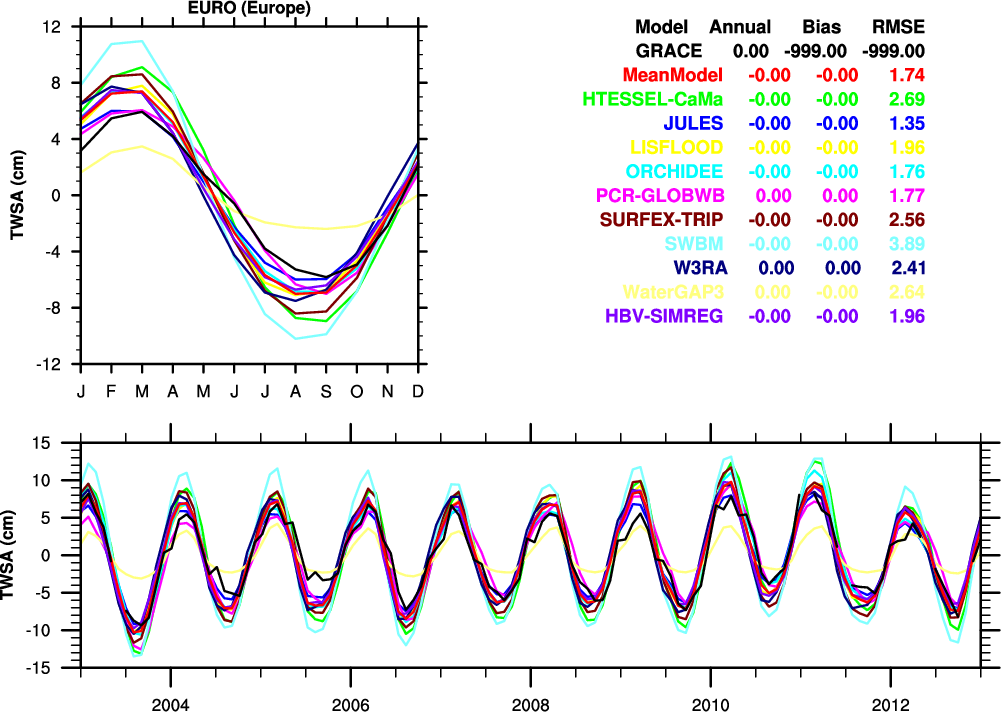 EURO (Europe)
TWSA (cm)
12
8
4
0
-4
-8
-12
J F M A M J J A S O N D
Model Annual Bias RMSE
GRACE 0.00 -999.00 -999.00
MeanModel -0.00 -0.00 1.74
HTESSEL-CaMa -0.00 -0.00 2.69
JULES -0.00 -0.00 1.35
LISFLOOD -0.00 -0.00 1.96
ORCHIDEE -0.00 -0.00 1.76
PCR-GLOBWB 0.00 0.00 1.77
SURFEX-TRIP -0.00 -0.00 2.56
SWBM -0.00 -0.00 3.89
W3RA 0.00 0.00 2.41
WaterGAP3 0.00 -0.00 2.64
HBV-SIMREG -0.00 -0.00 1.96
TWSA (cm)
15
10
5
0
-5
-10
-15
2004 2006 2008 2010 2012